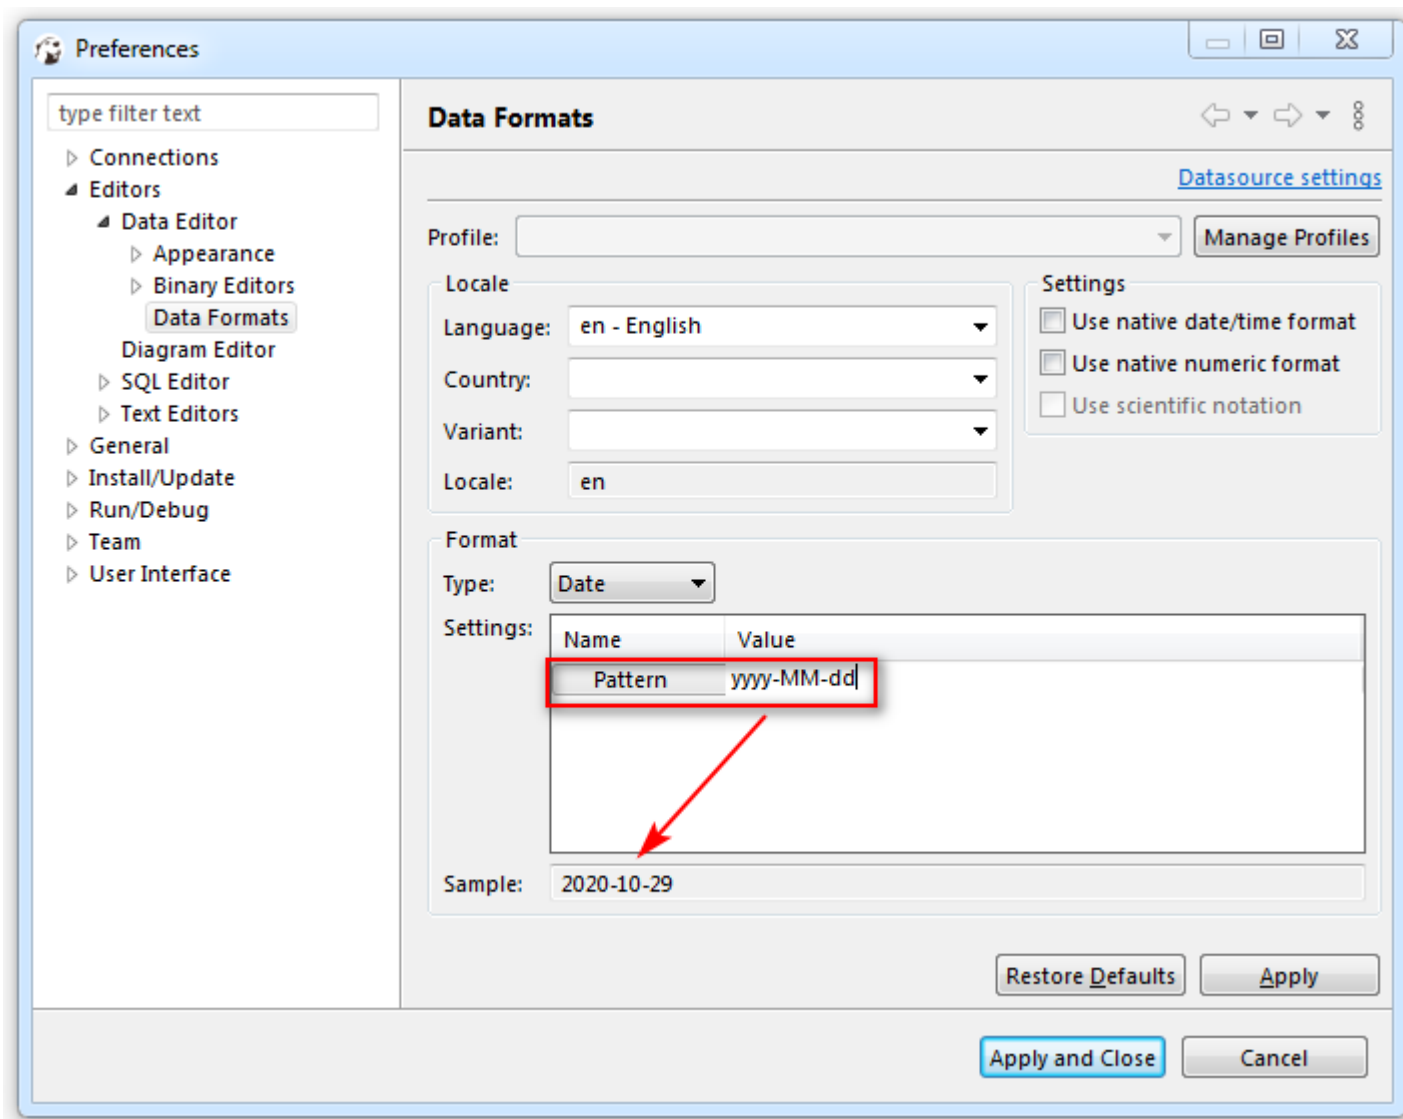 Preferences
type filter text
Connections
Editors
Data Editor
Appearance
Binary Editors
Data Formats
Diagram Editor
SQL Editor
Text Editors
General
Install/Update
Run/Debug
Team
User Interface
Data Formats
Datasource settings
Profile: Manage Profiles
Locale
Language: en - English
Country:
Variant:
Locale: en
Settings
Use native date/time format
Use native numeric format
Use scientific notation
Format
Type: Date
Settings:
Name Value
Pattern yyyy-MM-dd
Sample: 2020-10-29
Restore Defaults Apply
Apply and Close Cancel